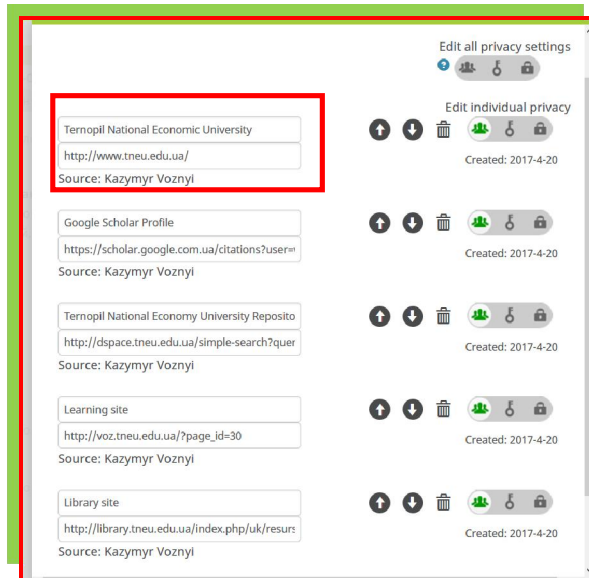 Edit all privacy settings
Edit individual privacy
Ternopil National Economic University
http://www.tneu.edu.ua/
Created: 2017-4-20
Source: Kazymyr Voznyi
Google Scholar Profile
https://scholar.google.com.ua/citations?user=
Created: 2017-4-20
Source: Kazymyr Voznyi
Ternopil National Economy University Reposito
http://dspace.tneu.edu.ua/simple-search?quer
Created: 2017-4-20
Source: Kazymyr Voznyi
Learning site
http://voz.tneu.edu.ua/?page_id=30
Created: 2017-4-20
Source: Kazymyr Voznyi
Library site
http://library.tneu.edu.ua/index.php/uk/resurs
Created: 2017-4-20
Source: Kazymyr Voznyi